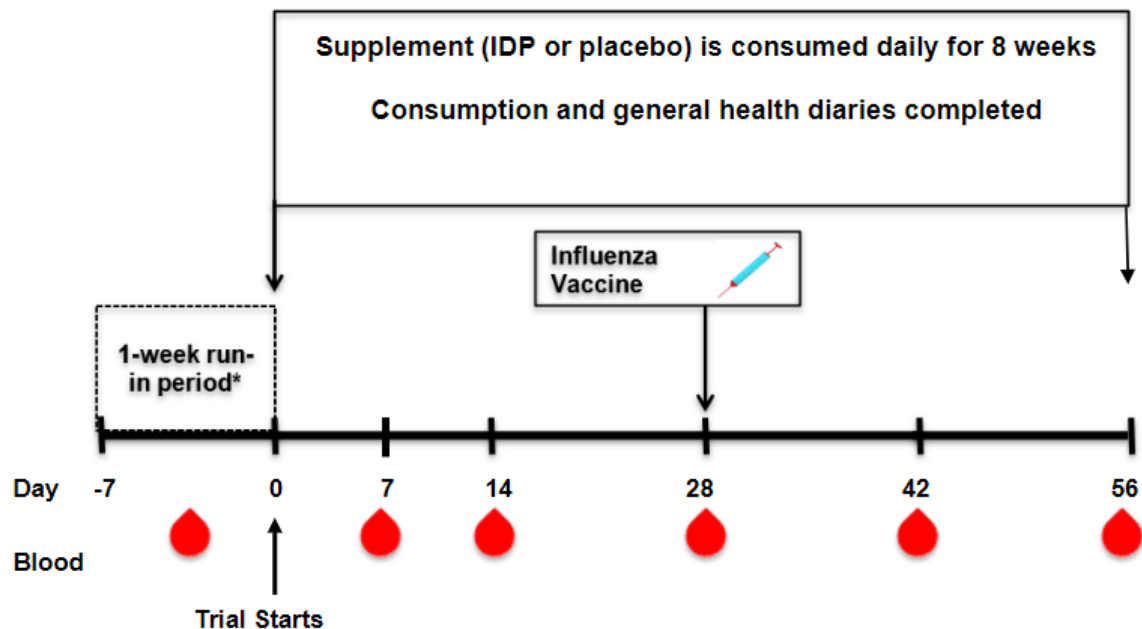 Supplement (IDP or placebo) is consumed daily for 8 weeks
Consumption and general health diaries completed
Influenza
Vaccine
1-week run-
in period*
Day -7 0 7 14 28 42 56
Blood
Trial Starts